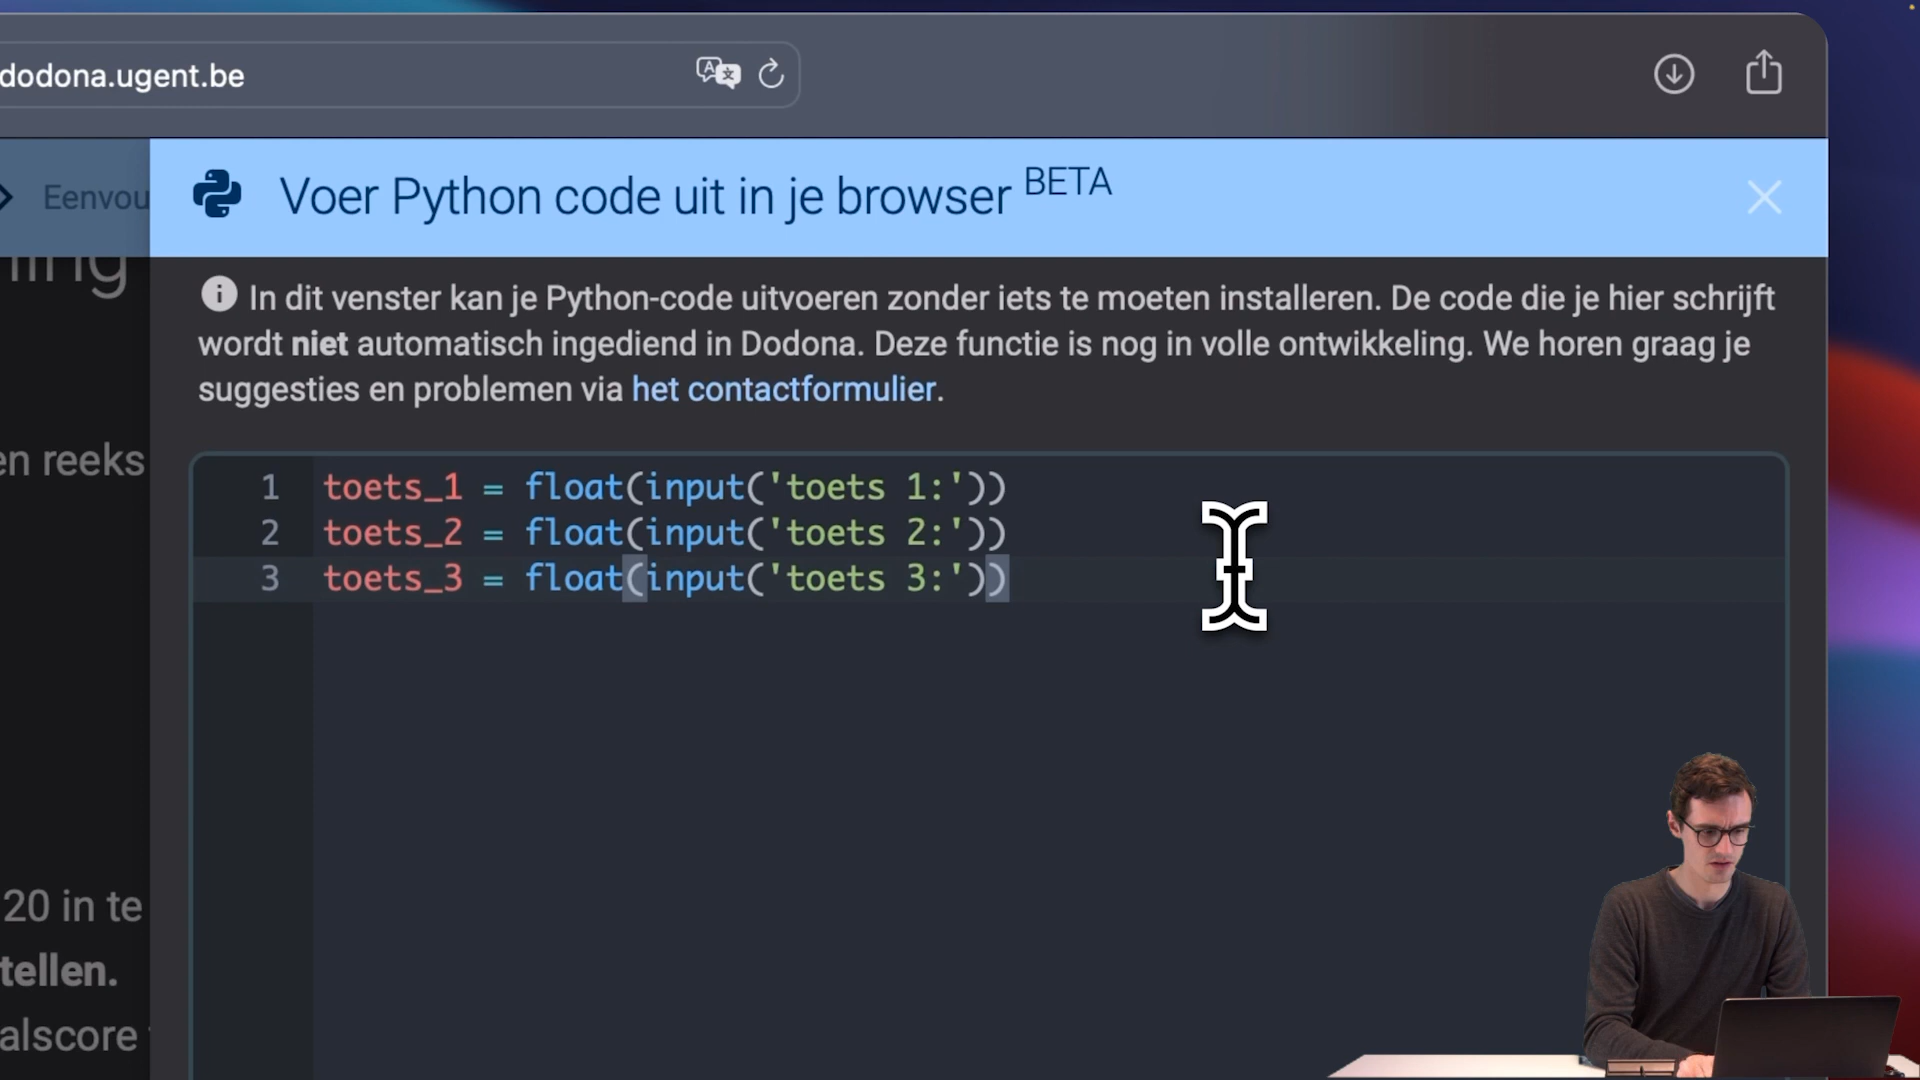 dodona.ugent.be
Voer Python code uit in je browser BETA
In dit venster kan je Python-code uitvoeren zonder iets te moeten installeren. De code die je hier schrijft
wordt niet automatisch ingediend in Dodona. Deze functie is nog in volle ontwikkeling. We horen graag je
suggesties en problemen via het contactformulier.
en reeks
1 toets_1 = float(input('toets 1:'))
2 toets_2 = float(input('toets 2:'))
3 toets_3 = float(input('toets 3:'))
20 in te
tellen.
alscore